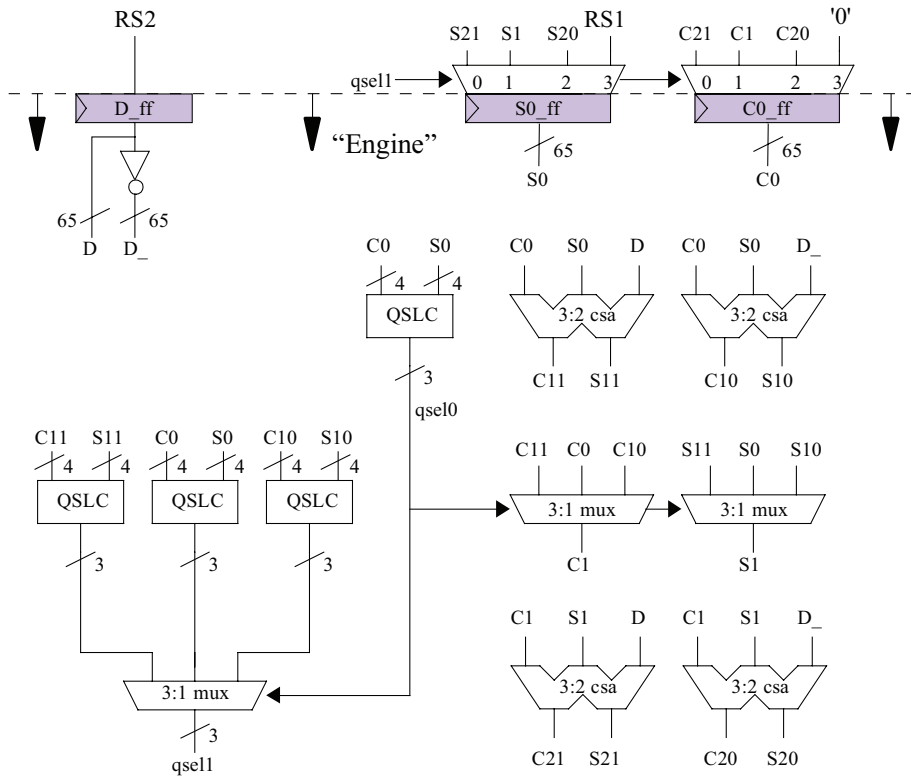 RS2
RS1
'0'
S21 S1 S20
C21 C1 C20
qsel1
0 1 2 3
0 1 2 3
D_ff
S0_ff
C0_ff
“Engine”
65
65
S0
C0
65 65
D D_
C0 S0
4 4
QSLC
3
qsel0
C0 S0 D
3:2 csa
C11 S11
C0 S0 D_
3:2 csa
C10 S10
C11 S11
4 4
QSLC
3
C0 S0
4 4
QSLC
3
C10 S10
4 4
QSLC
3
C11 C0 C10
3:1 mux
C1
S11 S0 S10
3:1 mux
S1
3:1 mux
3
qsel1
C1 S1 D
3:2 csa
C21 S21
C1 S1 D_
3:2 csa
C20 S20